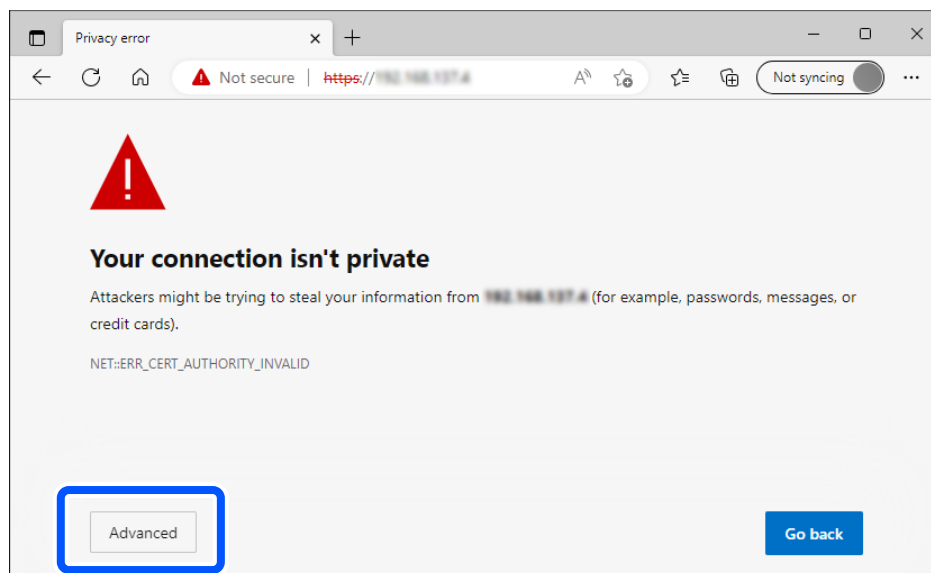 Privacy error
Not secure | https://
Not syncing
Your connection isn't private
Attackers might be trying to steal your information from (for example, passwords, messages, or
credit cards).
NET::ERR_CERT_AUTHORITY_INVALID
Advanced
Go back